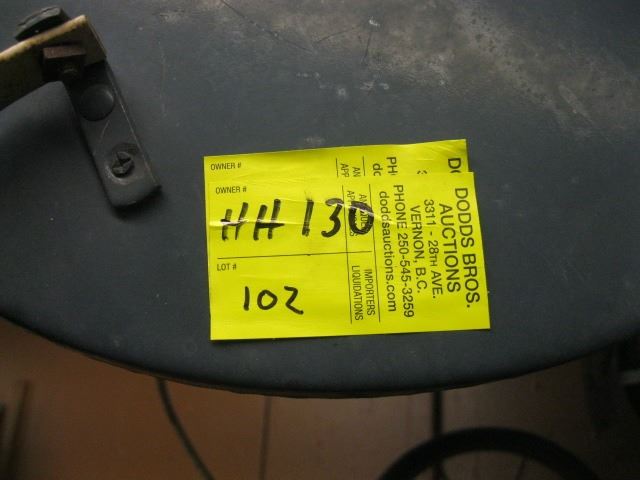 OWNER #
OWNER #
HH 130
LOT #
102
DODDS BROS.
AUCTIONS
3311 - 28TH AVE.
VERNON, B.C.
PHONE 250-545-3259
doddsauctions.com
IMPORTERS
LIQUIDATIONS